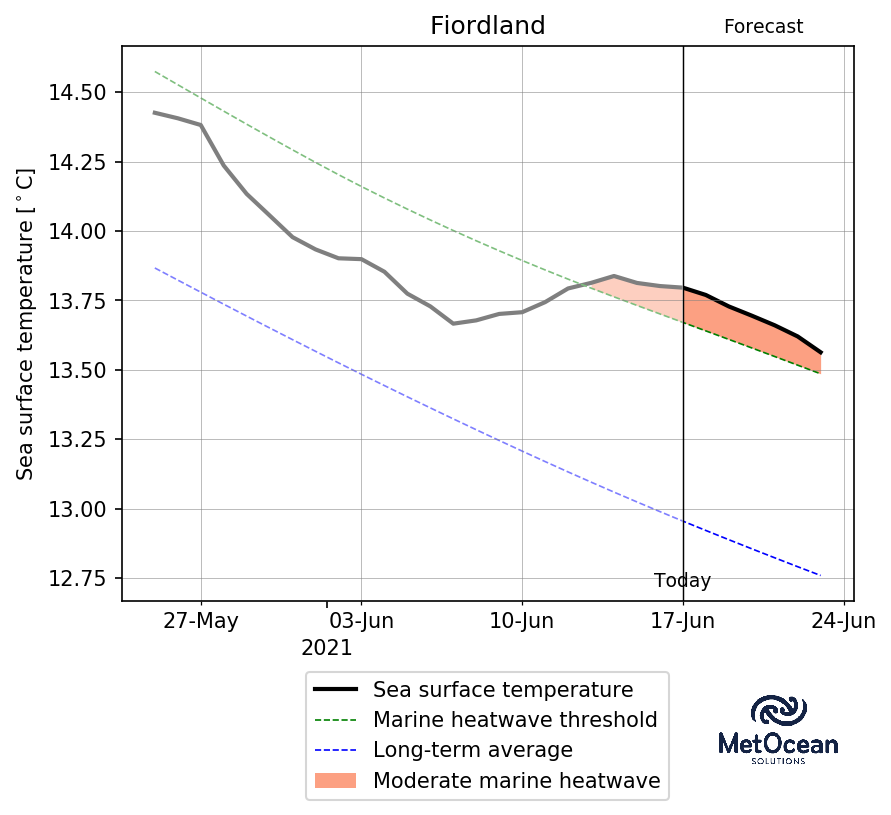 Fiordland
Forecast
Sea surface temperature [°C]
14.50
14.25
14.00
13.75
13.50
13.25
13.00
12.75
Today
27-May
03-Jun
10-Jun
17-Jun
24-Jun
2021
Sea surface temperature
Marine heatwave threshold
Long-term average
Moderate marine heatwave
MetOcean
SOLUTIONS